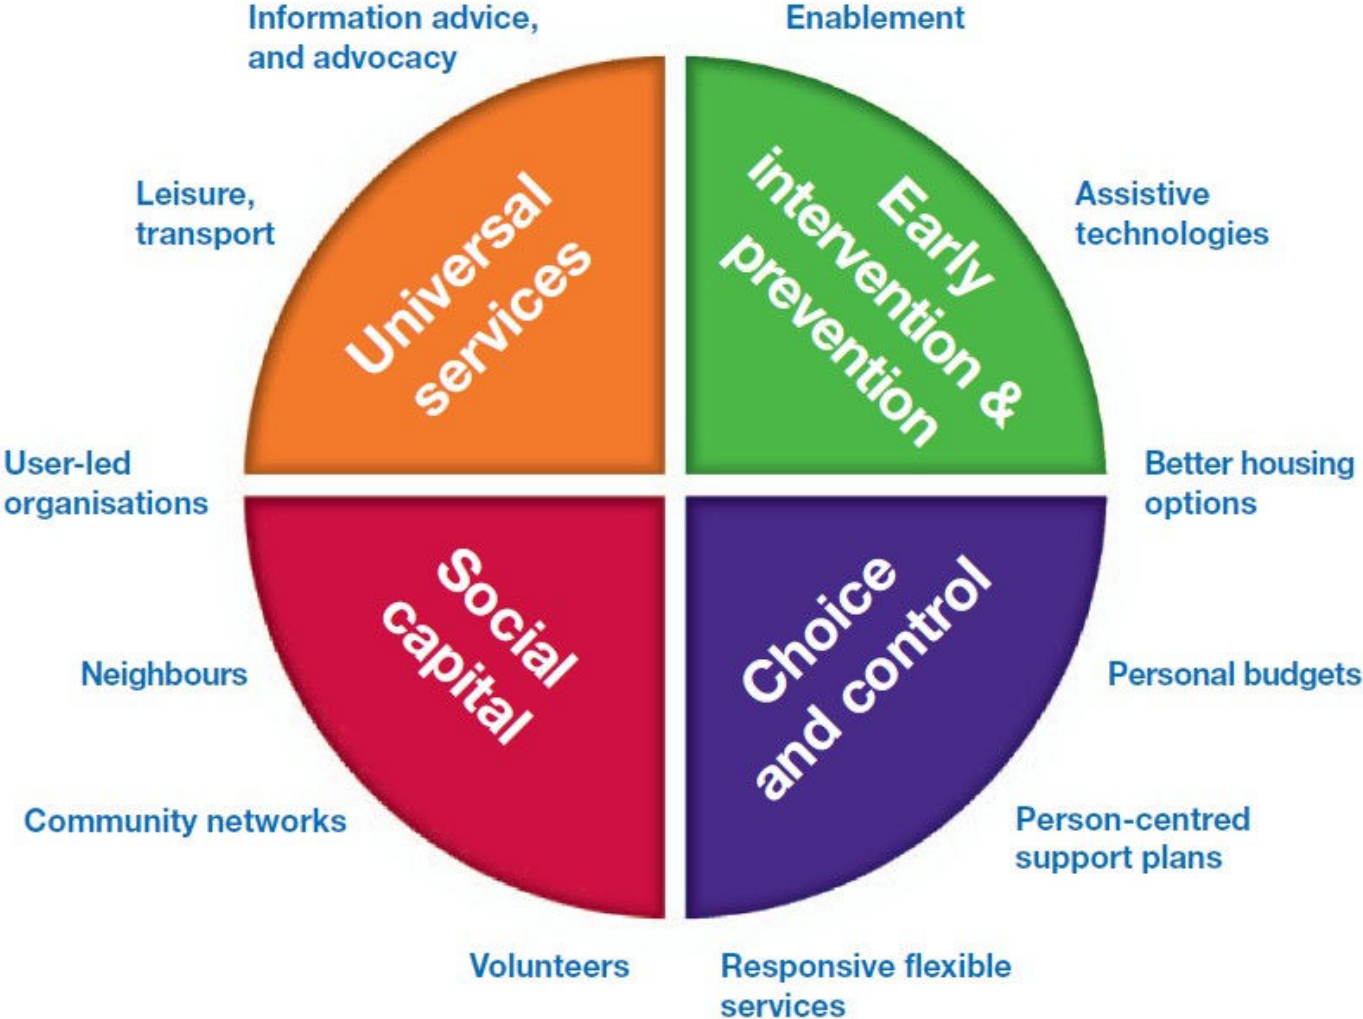 Information advice,
and advocacy
Enablement
Leisure,
transport
Universal
services
Early
intervention &
prevention
Assistive
technologies
User-led
organisations
Better housing
options
Social
capital
Choice
and control
Neighbours
Personal budgets
Community networks
Person-centred
support plans
Volunteers
Responsive flexible
services